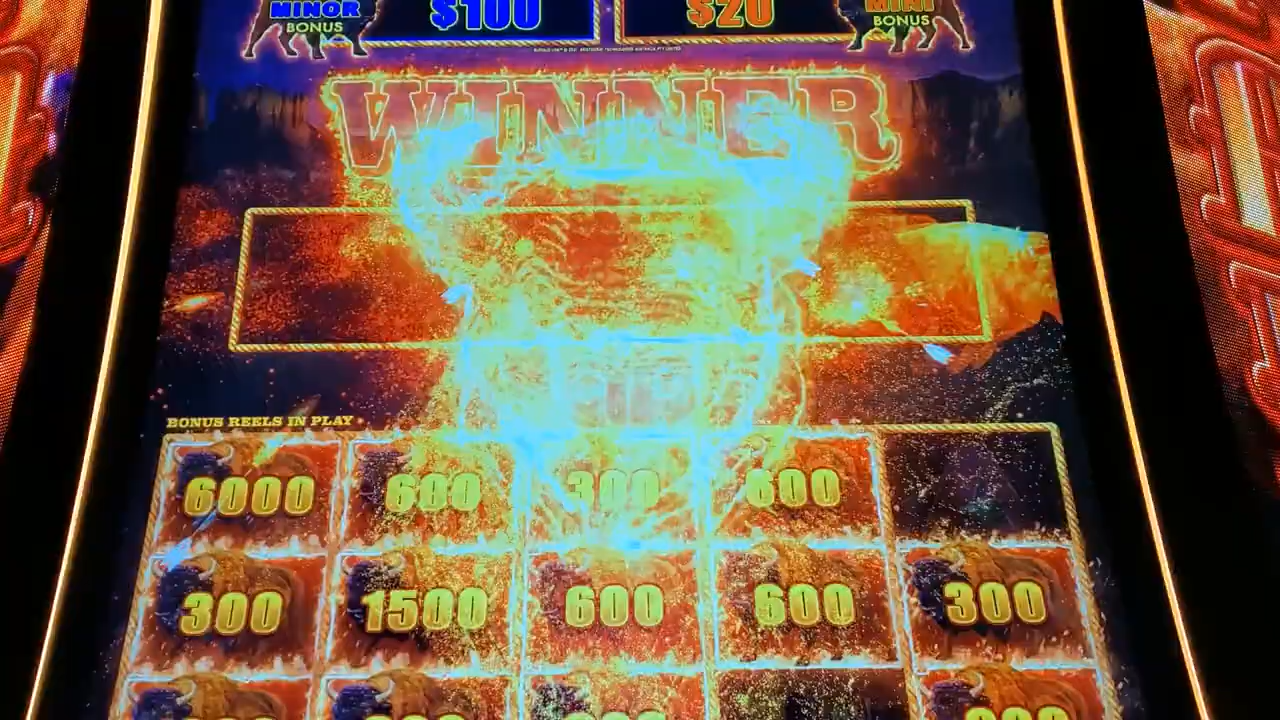 MINOR
BONUS
$100
$20
MINI
BONUS
WINNER
BONUS REELS IN PLAY
6000 600 300 600
300 1500 600 600 300